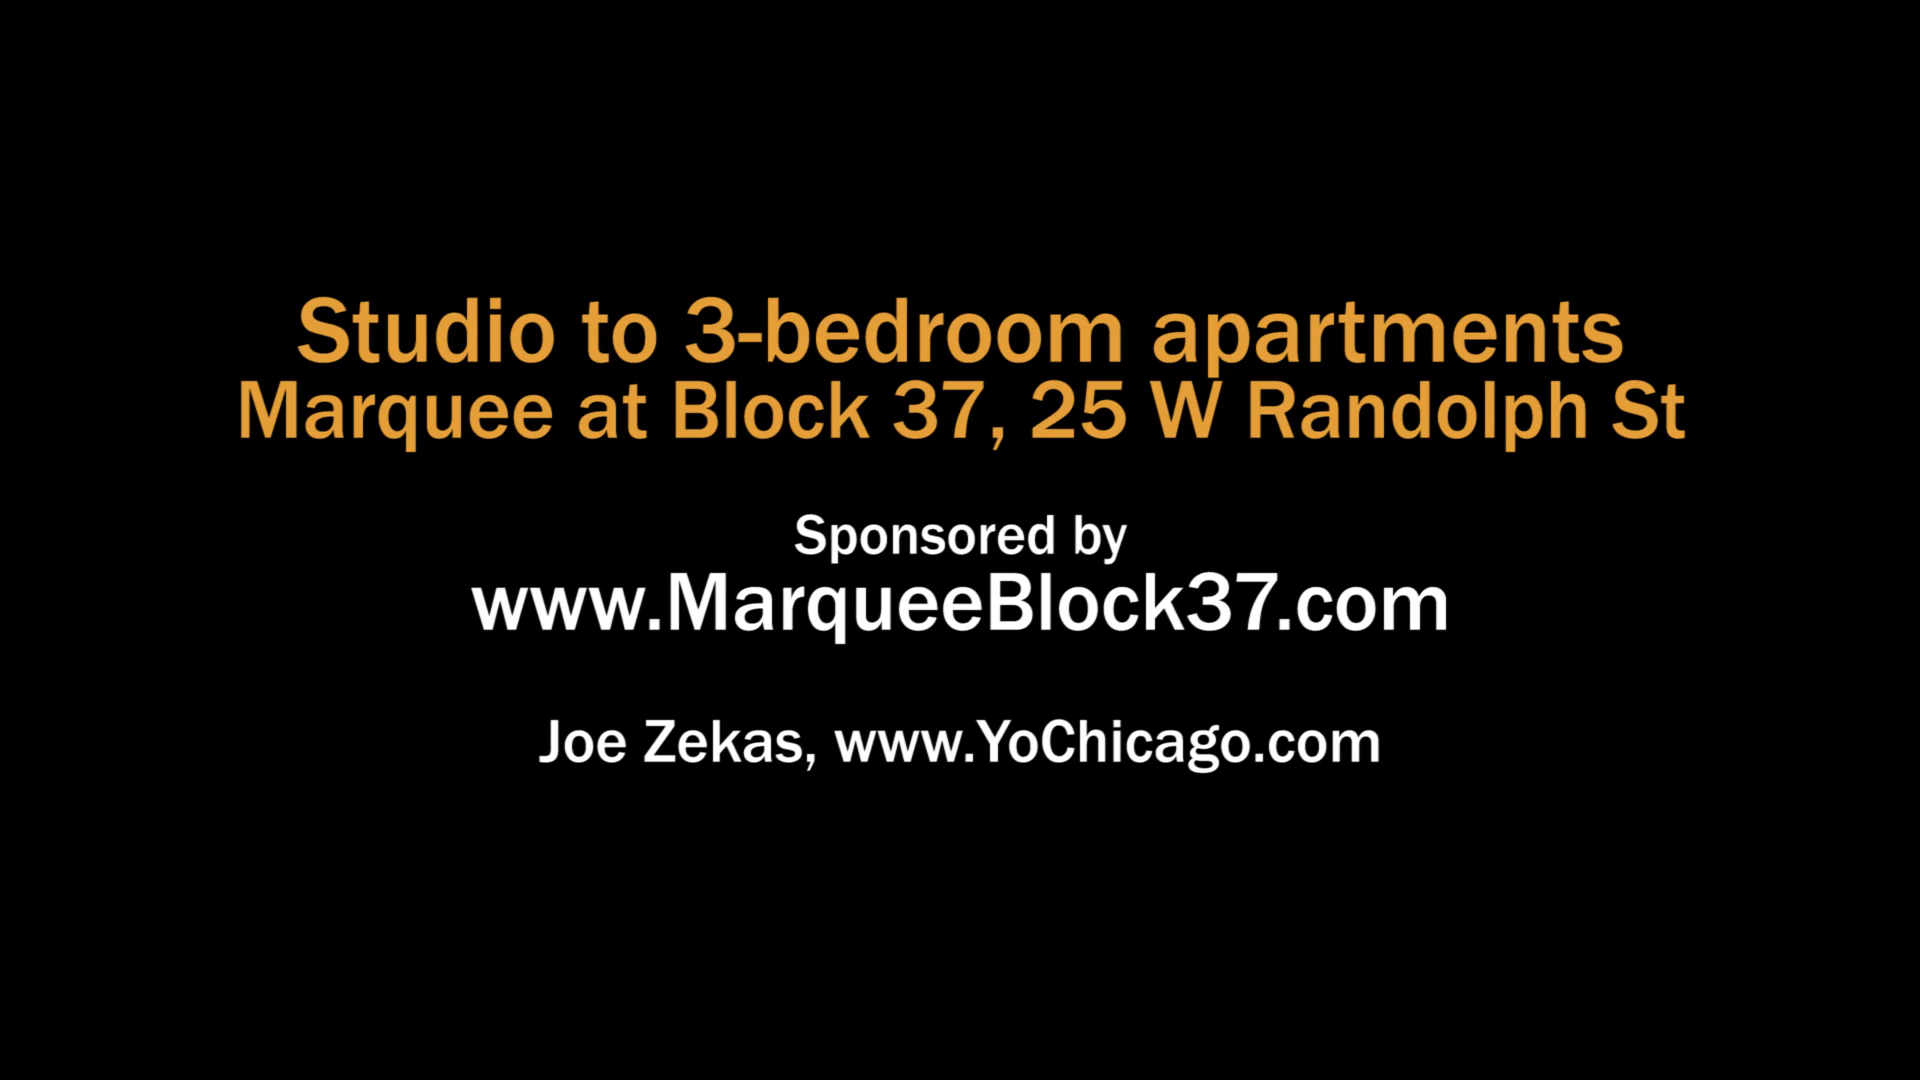 Studio to 3-bedroom apartments
Marquee at Block 37, 25 W Randolph St
Sponsored by
www.MarqueeBlock37.com
Joe Zekas, www.YoChicago.com